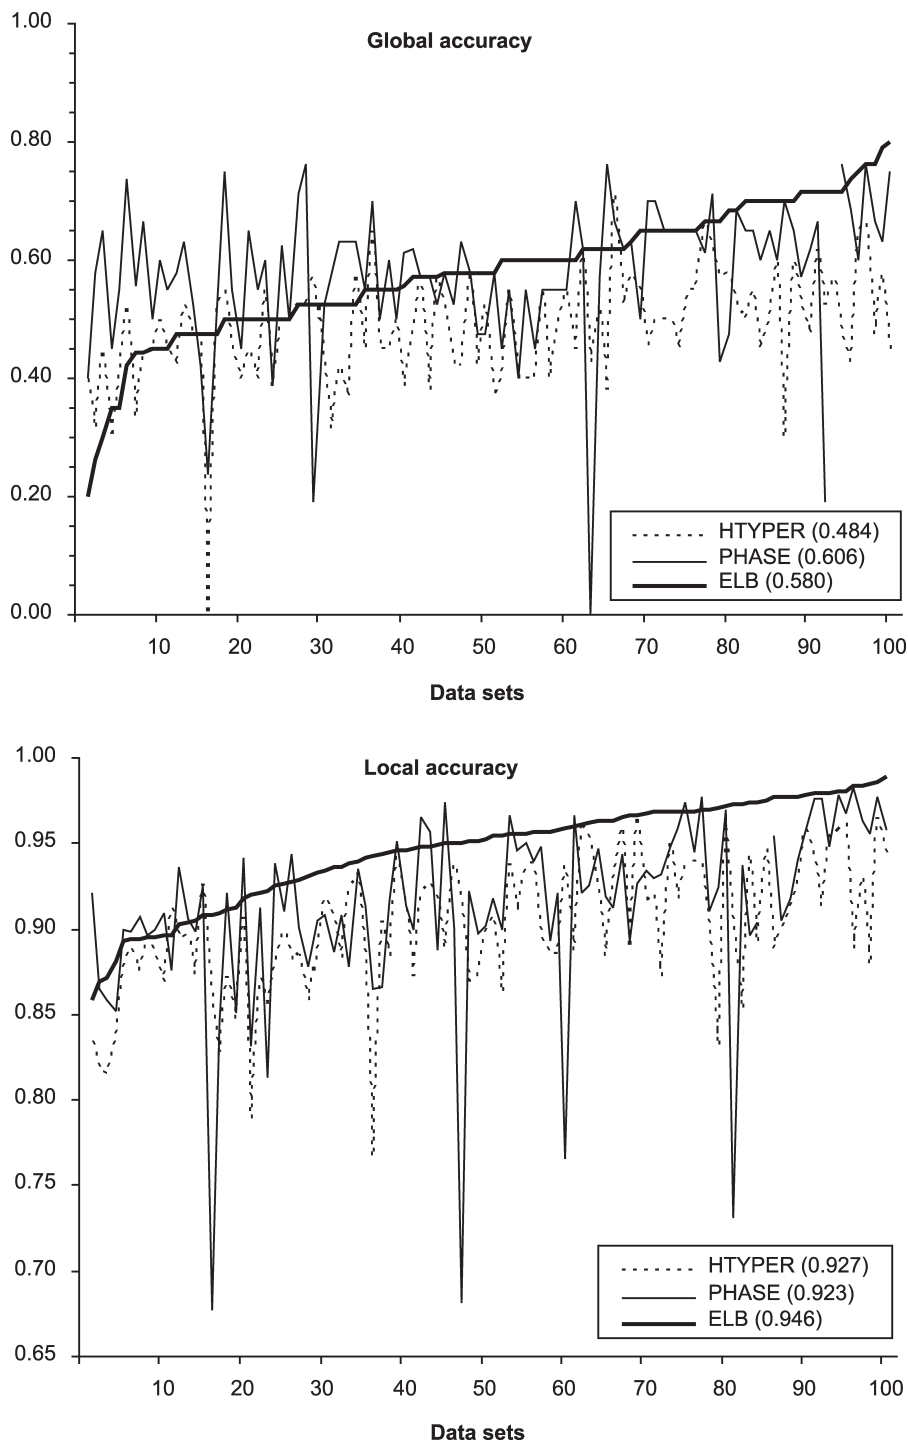 1.00
Global accuracy
0.80
0.60
0.40
0.20
HTYPER (0.484)
PHASE (0.606)
ELB (0.580)
0.00
10 20 30 40 50 60 70 80 90 100
Data sets
1.00
Local accuracy
0.95
0.90
0.85
0.80
0.75
0.70
HTYPER (0.927)
PHASE (0.923)
ELB (0.946)
0.65
10 20 30 40 50 60 70 80 90 100
Data sets